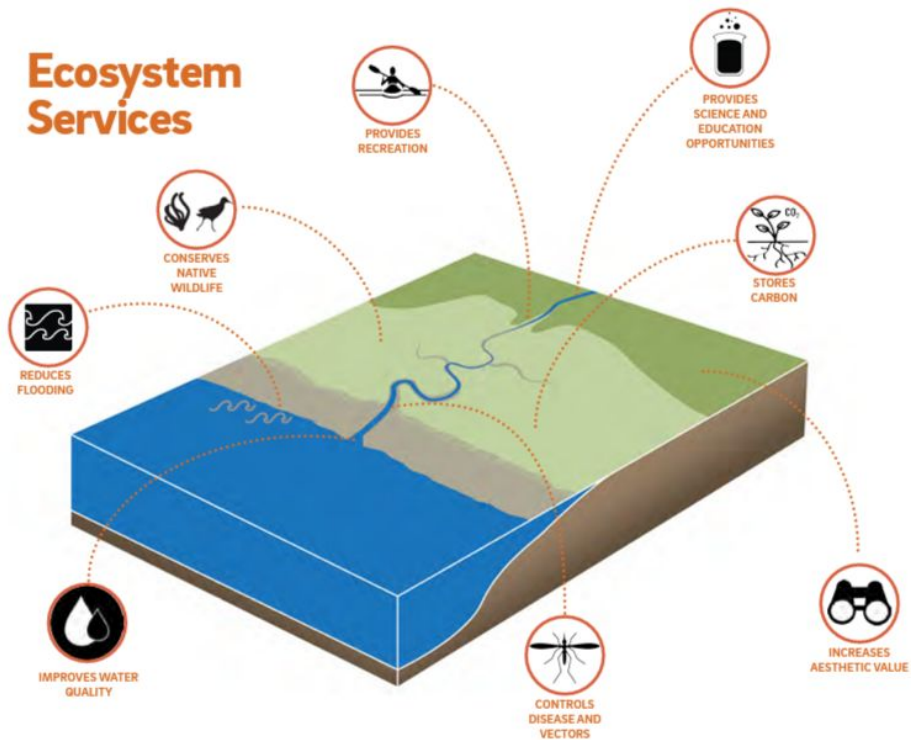 Ecosystem
Services
PROVIDES
RECREATION
PROVIDES
SCIENCE AND
EDUCATION
OPPORTUNITIES
CONSERVES
NATIVE
WILDLIFE
CO₂
STORES
CARBON
REDUCES
FLOODING
IMPROVES WATER
QUALITY
CONTROLS
DISEASE AND
VECTORS
INCREASES
AESTHETIC VALUE